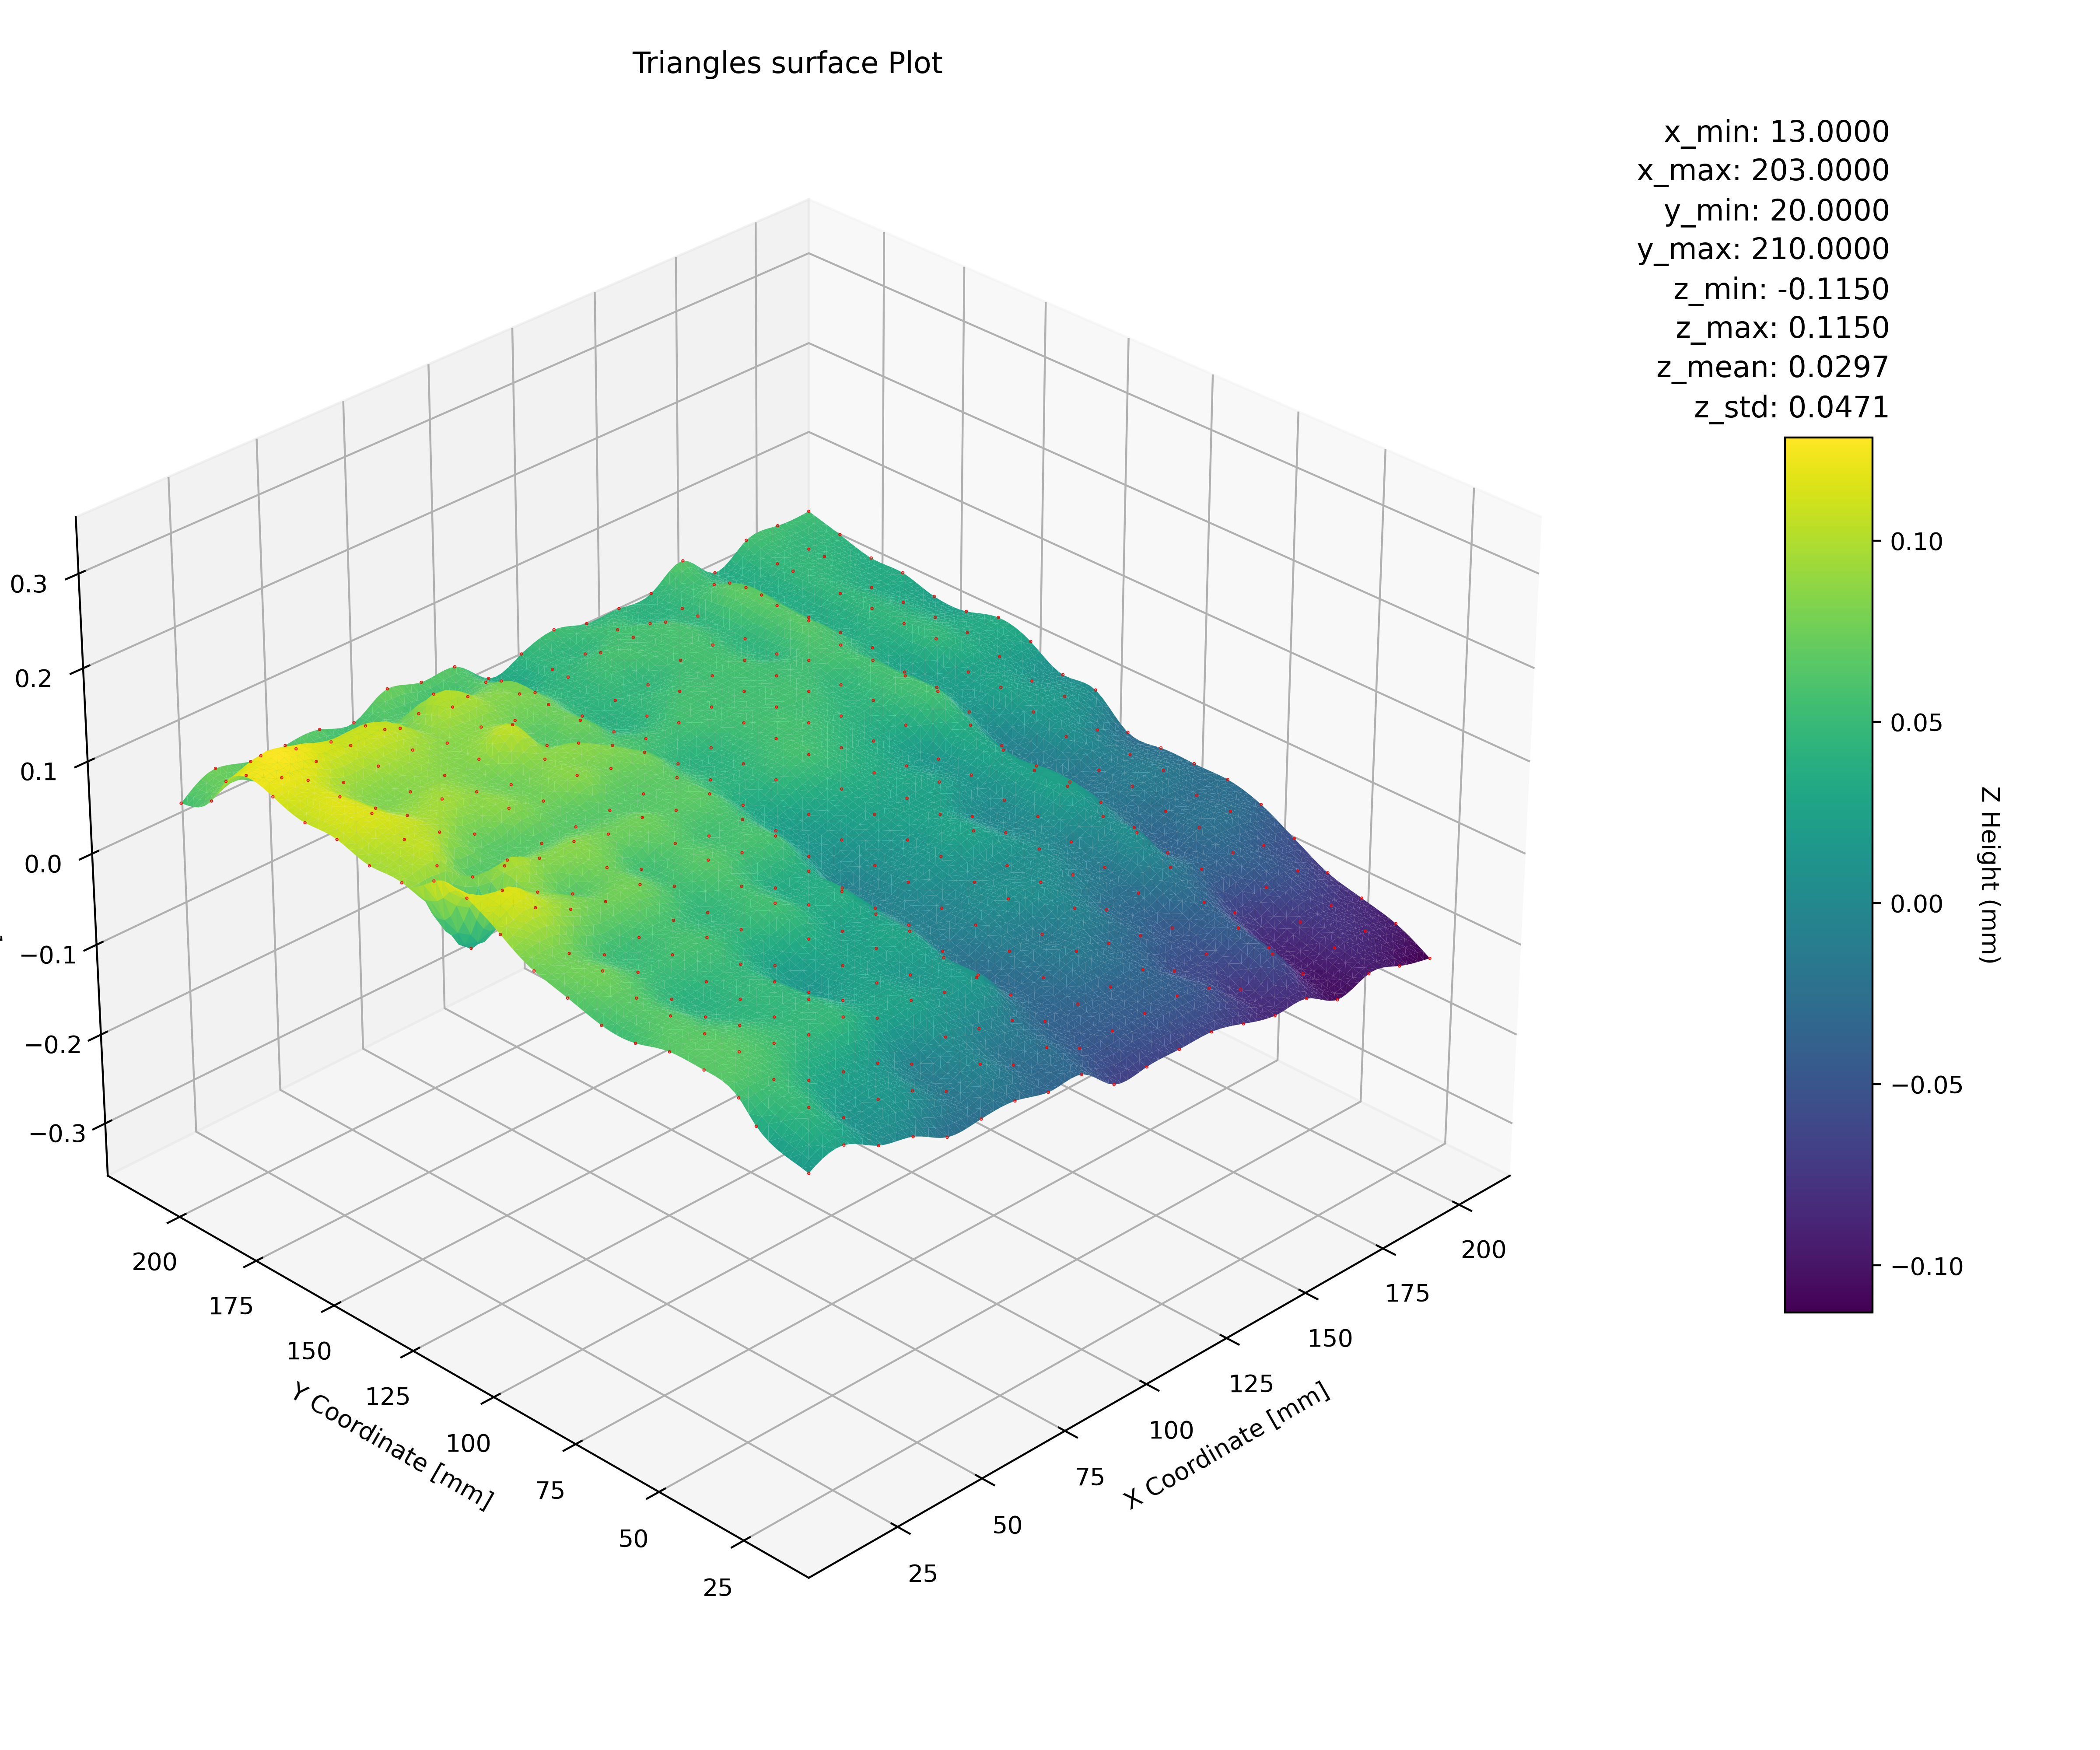 Triangles surface Plot
x_min: 13.0000
x_max: 203.0000
y_min: 20.0000
y_max: 210.0000
z_min: -0.1150
z_max: 0.1150
z_mean: 0.0297
z_std: 0.0471
0.3
0.2
0.1
0.0
−0.1
−0.2
−0.3
200
175
150
125
100
75
50
25
Y Coordinate [mm]
25
50
75
100
125
150
175
200
X Coordinate [mm]
0.10
0.05
0.00
−0.05
−0.10
Z Height (mm)